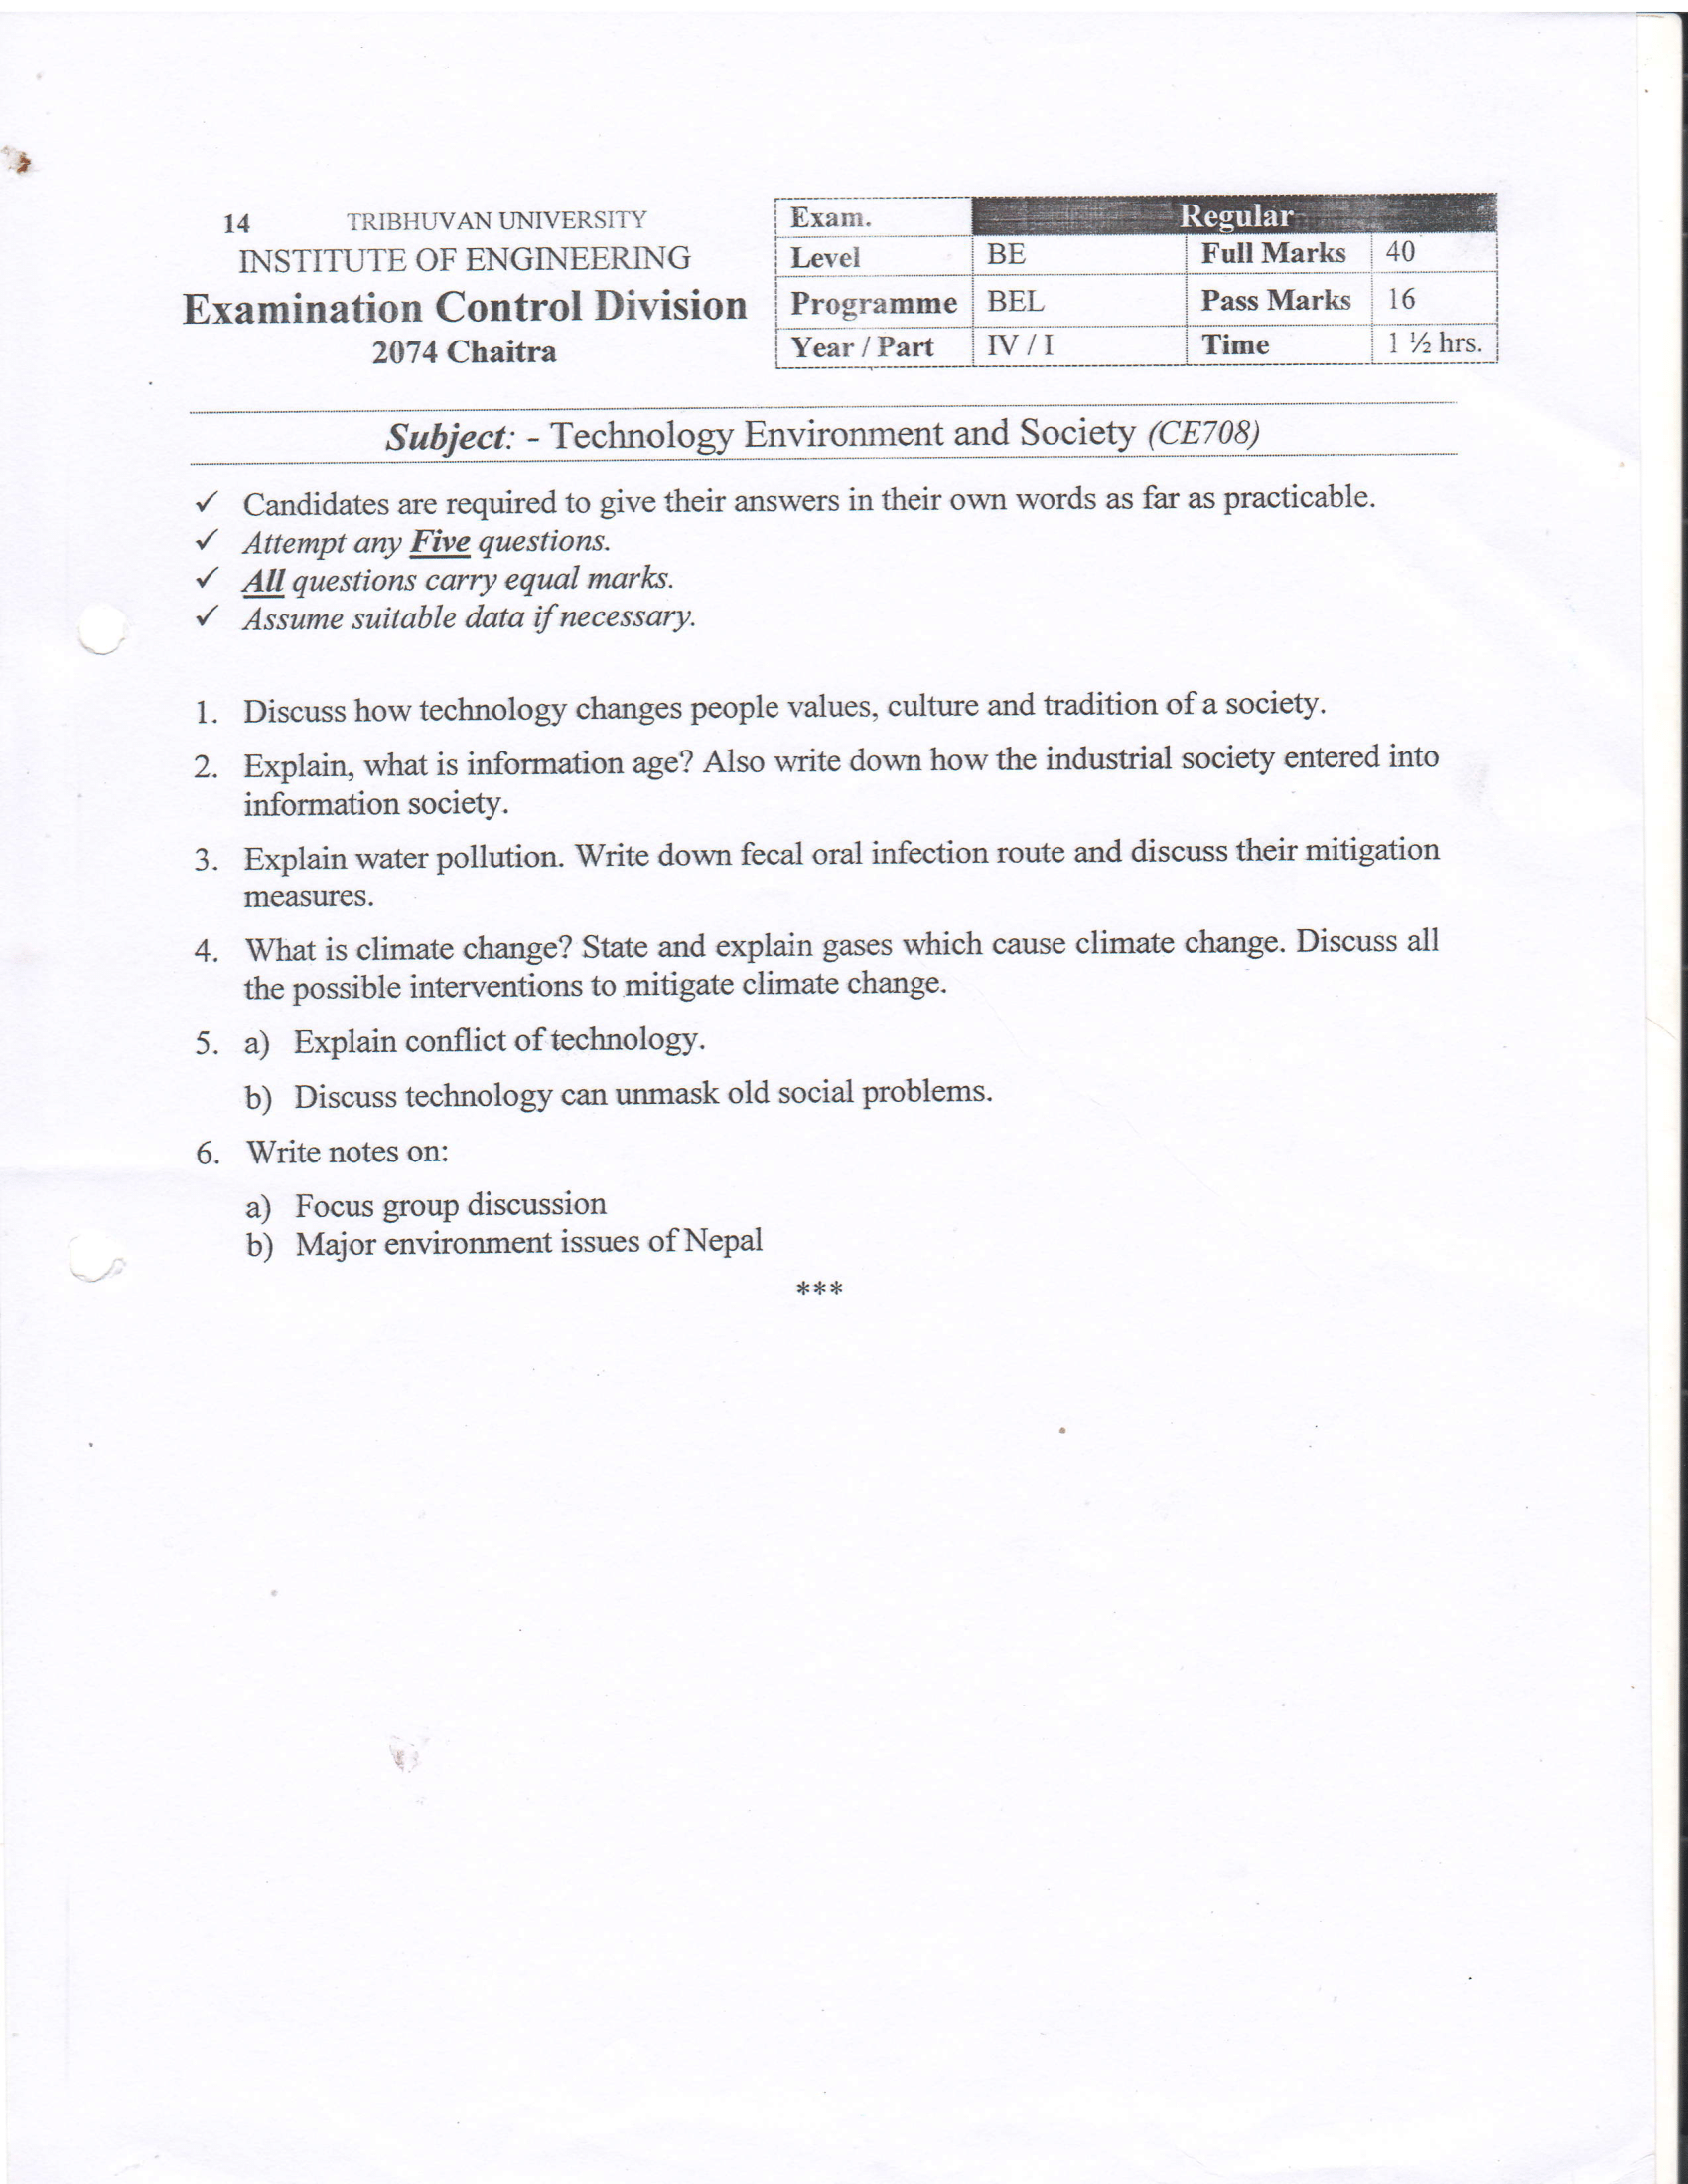 14 TRIBHUVAN UNIVERSITY
INSTITUTE OF ENGINEERING
Examination Control Division
2074 Chaitra
Exam. Regular
Level BE Full Marks 40
Programme BEL Pass Marks 16
Year / Part IV / I Time 1 ½ hrs.
Subject: - Technology Environment and Society (CE708)
✓ Candidates are required to give their answers in their own words as far as practicable.
✓ Attempt any Five questions.
✓ All questions carry equal marks.
✓ Assume suitable data if necessary.
1. Discuss how technology changes people values, culture and tradition of a society.
2. Explain, what is information age? Also write down how the industrial society entered into
information society.
3. Explain water pollution. Write down fecal oral infection route and discuss their mitigation
measures.
4. What is climate change? State and explain gases which cause climate change. Discuss all
the possible interventions to mitigate climate change.
5. a) Explain conflict of technology.
b) Discuss technology can unmask old social problems.
6. Write notes on:
a) Focus group discussion
b) Major environment issues of Nepal
***